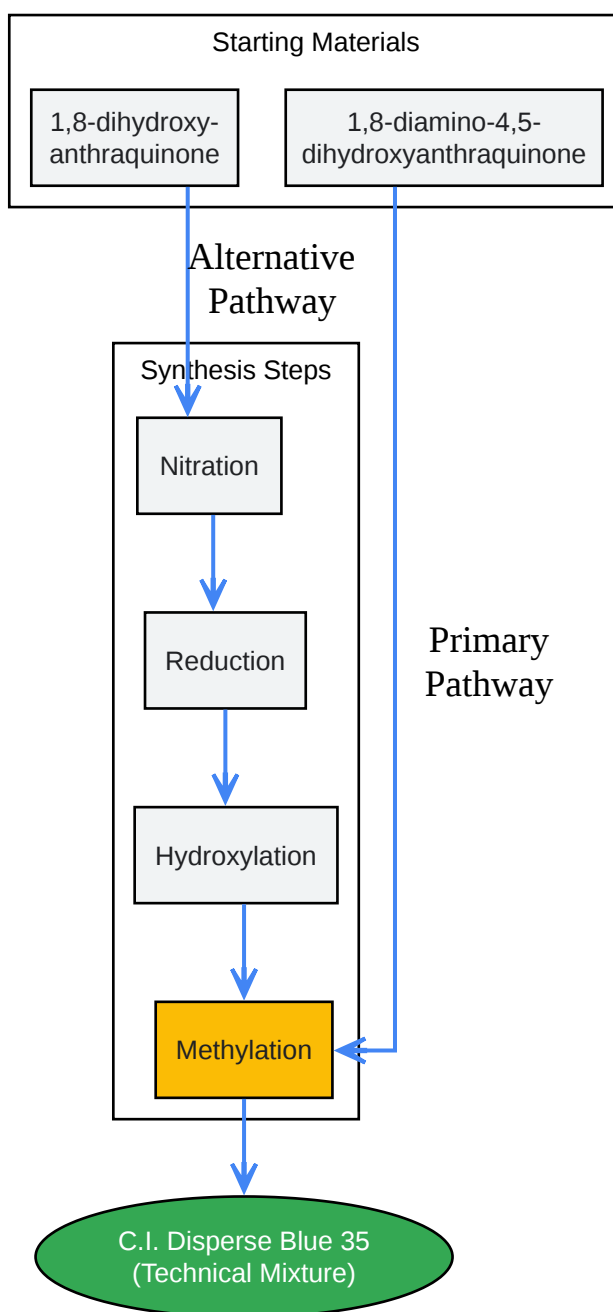 Starting Materials
1,8-dihydroxy-
anthraquinone
1,8-diamino-4,5-
dihydroxyanthraquinone
Alternative
Pathway
Synthesis Steps
Nitration
Reduction
Primary
Pathway
Hydroxylation
Methylation
C.I. Disperse Blue 35
(Technical Mixture)